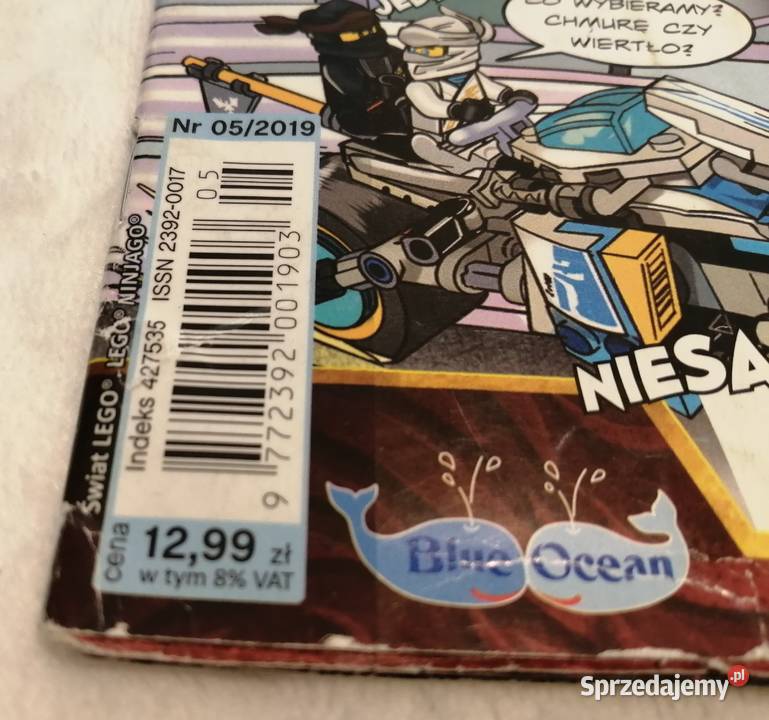 CO WYBIERAMY?
CHMURĘ CZY
WIERTŁO?
Nr 05/2019
05
ISSN 2392-0017
Indeks 427535
9 772392 001903
Świat LEGO® · LEGO® NINJAGO®
cena
12,99 zł
w tym 8% VAT
NIESA
Blue Ocean
Sprzedajemy.pl